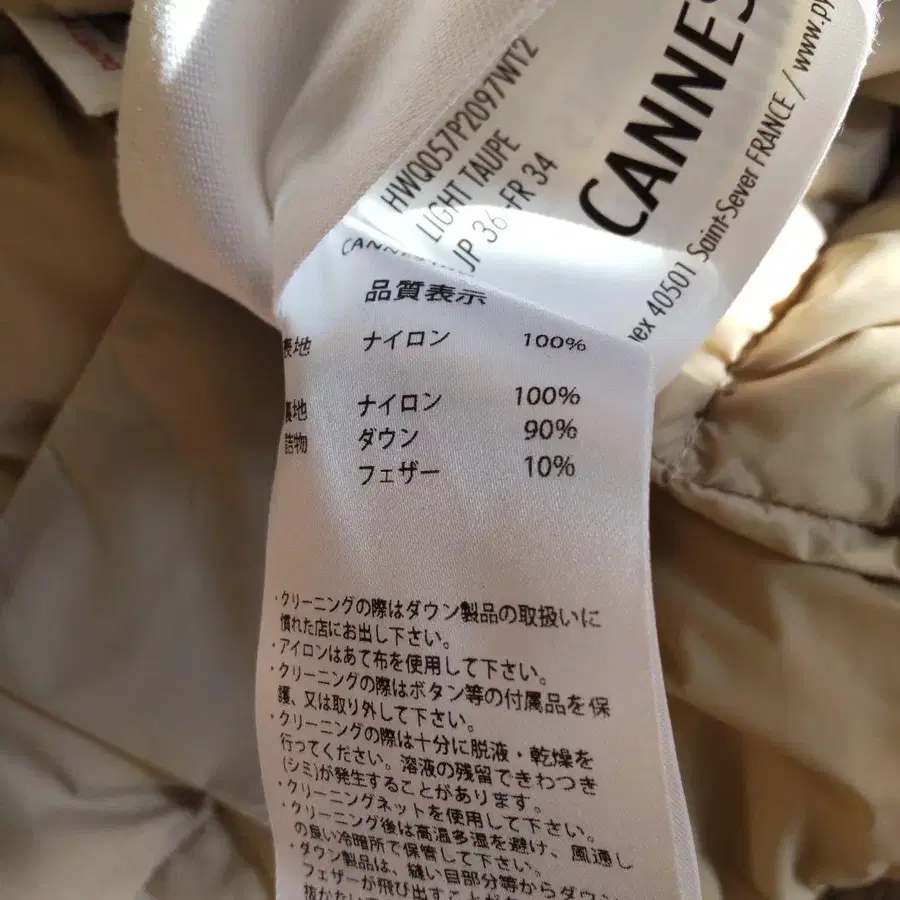 HWQ057P2097WT2
LIGHT TAUPE
JP 36 -FR 34
CANNES
ex 40501 Saint-Sever FRANCE / www.py
品質表示
表地 ナイロン 100%
裏地 ナイロン 100%
詰物 ダウン 90%
フェザー 10%
・クリーニングの際はダウン製品の取扱いに
慣れた店にお出し下さい。
・アイロンはあて布を使用して下さい。
・クリーニングの際はボタン等の付属品を保
護、又は取り外して下さい。
・クリーニングの際は十分に脱液・乾燥を
行ってください。溶液の残留できわつき
(シミ)が発生することがあります。
・クリーニングネットを使用して下さい。
・クリーニング後は高温多湿を避け、風通し
の良い冷暗所で保管して下さい。
・ダウン製品は、縫い目部分等からダウン
フェザーが飛び出すことが